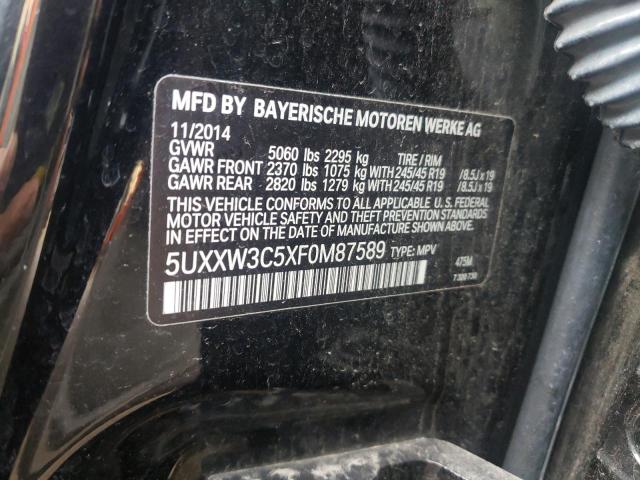 MFD BY BAYERISCHE MOTOREN WERKE AG
11/2014
GVWR 5060 lbs 2295 kg TIRE / RIM
GAWR FRONT 2370 lbs 1075 kg WITH 245/45 R19 / 8.5J x 19
GAWR REAR 2820 lbs 1279 kg WITH 245/45 R19 / 8.5J x 19
THIS VEHICLE CONFORMS TO ALL APPLICABLE U. S. FEDERAL
MOTOR VEHICLE SAFETY AND THEFT PREVENTION STANDARDS IN
EFFECT ON THE DATE OF MANUFACTURE SHOWN ABOVE.
5UXXW3C5XF0M87589 TYPE: MPV
475M